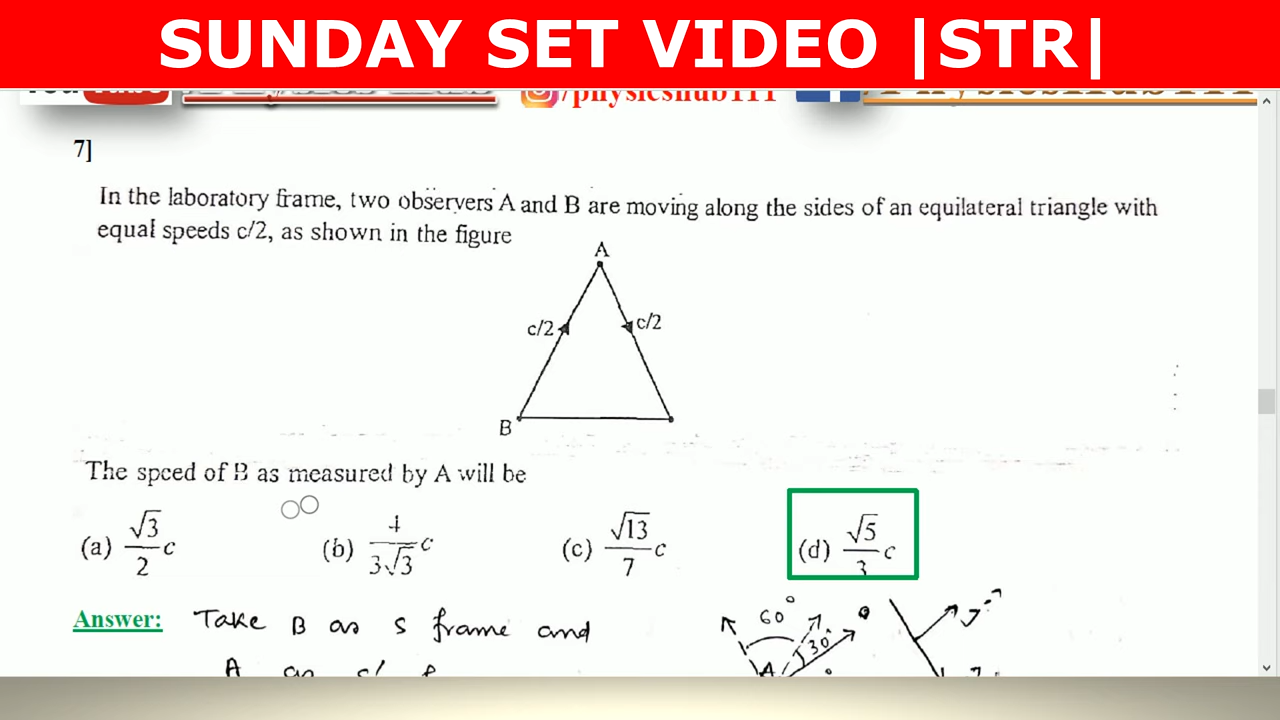 SUNDAY SET VIDEO |STR|
/physicshub111
7]
In the laboratory frame, two observers A and B are moving along the sides of an equilateral triangle with
equal speeds c/2, as shown in the figure
A
c/2 c/2
B
The speed of B as measured by A will be
(a) √3/2 c (b) 4/3√3 c (c) √13/7 c (d) √5/3 c
Answer: Take B as S frame and
60°
30°
A as s'
A